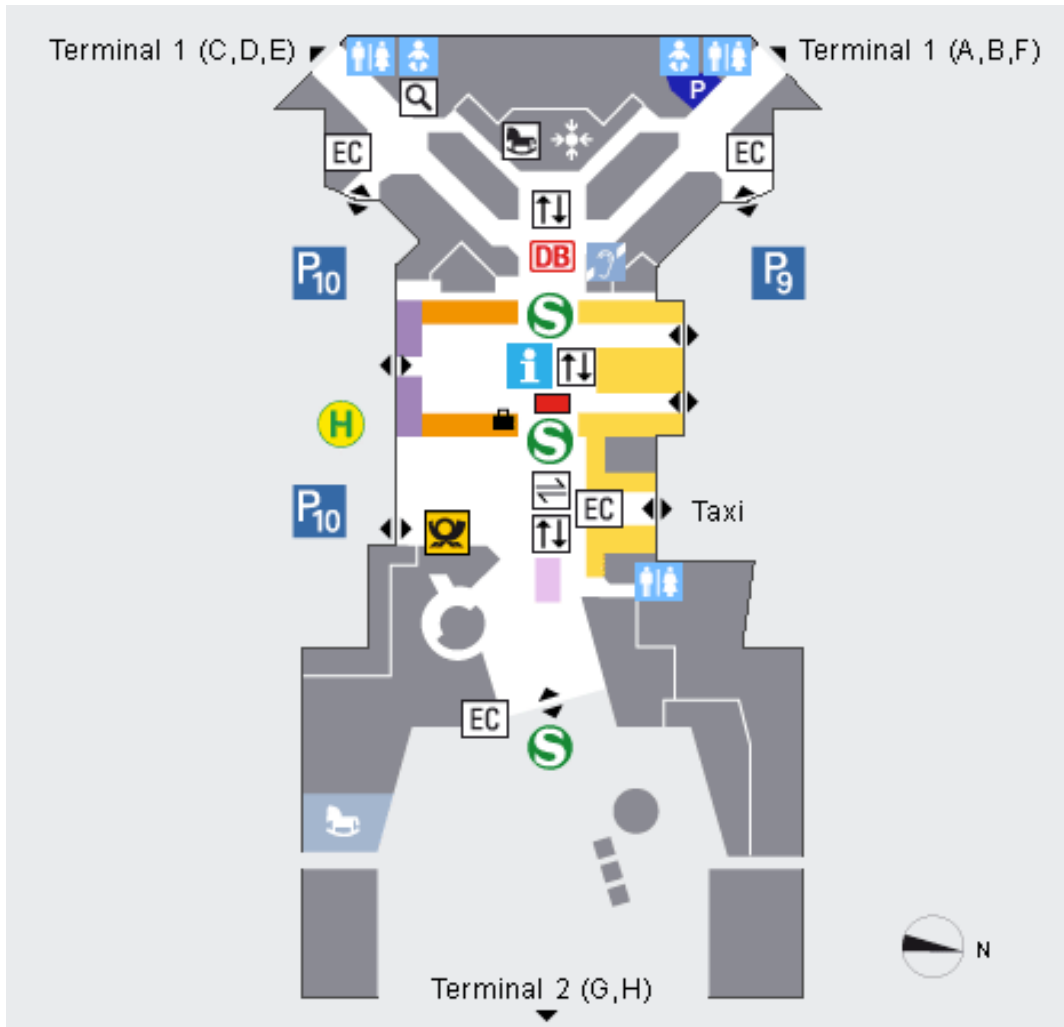 Terminal 1 (C,D,E)
Terminal 1 (A,B,F)
P
EC
EC
DB
P10
P9
S
i
H
S
P10
EC
Taxi
EC
S
N
Terminal 2 (G,H)